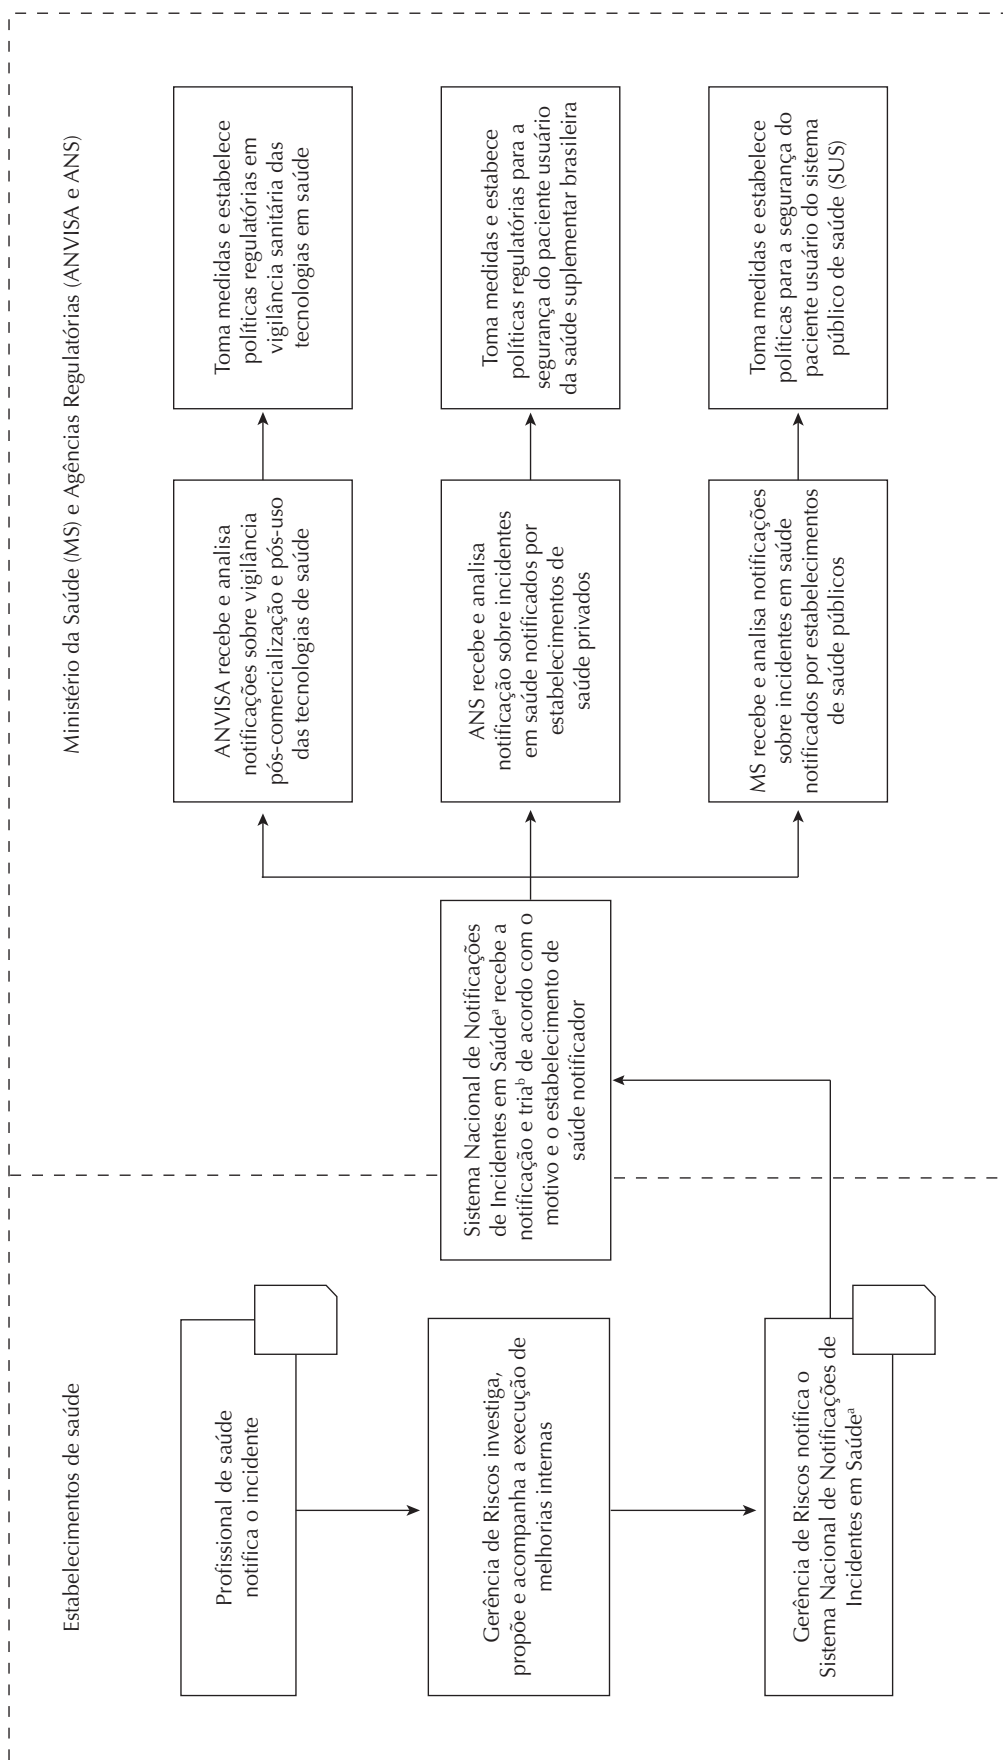 Estabelecimentos de saúde
Profissional de saúde
notifica o incidente
Gerência de Riscos investiga,
propõe e acompanha a execução de
melhorias internas
Gerência de Riscos notifica o
Sistema Nacional de Notificações de
Incidentes em Saúdeᵃ
Sistema Nacional de Notificações
de Incidentes em Saúdeᵃ recebe a
notificação e triaᵇ de acordo com o
motivo e o estabelecimento de
saúde notificador
Ministério da Saúde (MS) e Agências Regulatórias (ANVISA e ANS)
ANVISA recebe e analisa
notificações sobre vigilância
pós-comercialização e pós-uso
das tecnologias de saúde
Toma medidas e estabelece
políticas regulatórias em
vigilância sanitária das
tecnologias em saúde
ANS recebe e analisa
notificação sobre incidentes
em saúde notificados por
estabelecimentos de
saúde privados
Toma medidas e estabece
políticas regulatórias para a
segurança do paciente usuário
da saúde suplementar brasileira
MS recebe e analisa notificações
sobre incidentes em saúde
notificados por estabelecimentos
de saúde públicos
Toma medidas e estabelece
políticas para a segurança do
paciente usuário do sistema
público de saúde (SUS)